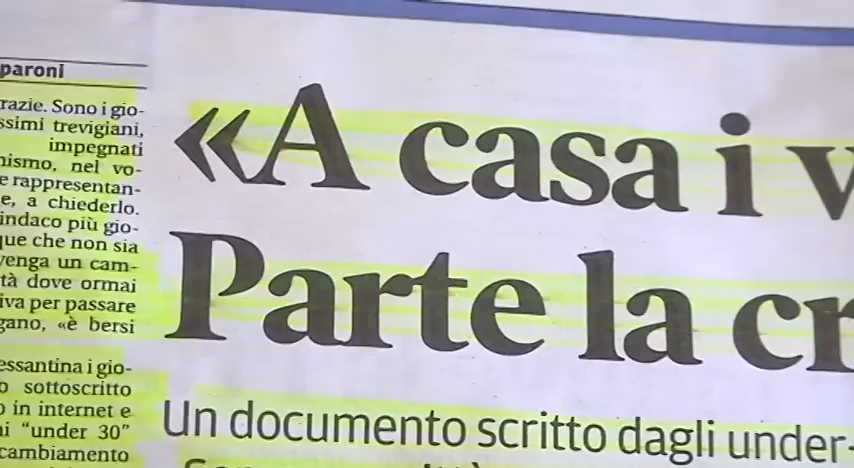 paroni
razie. Sono i gio-
ssimi trevigiani,
impegnati
nismo, nel vo-
e rappresentan-
e, a chiederlo.
indaco più gio-
que che non sia
venga un cam-
tà dove ormai
iva per passare
gano, «è bersi
essantina i gio-
o sottoscritto
o in internet e
ni "under 30"
cambiamento
«A casa i v
Parte la cr
Un documento scritto dagli under-